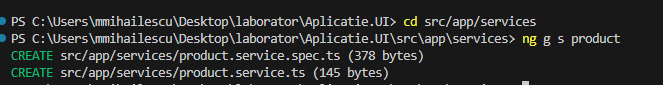 PS C:\Users\mmihailescu\Desktop\laborator\Aplicatie.UI> cd src/app/services
PS C:\Users\mmihailescu\Desktop\laborator\Aplicatie.UI\src\app\services> ng g s product
CREATE src/app/services/product.service.spec.ts (378 bytes)
CREATE src/app/services/product.service.ts (145 bytes)